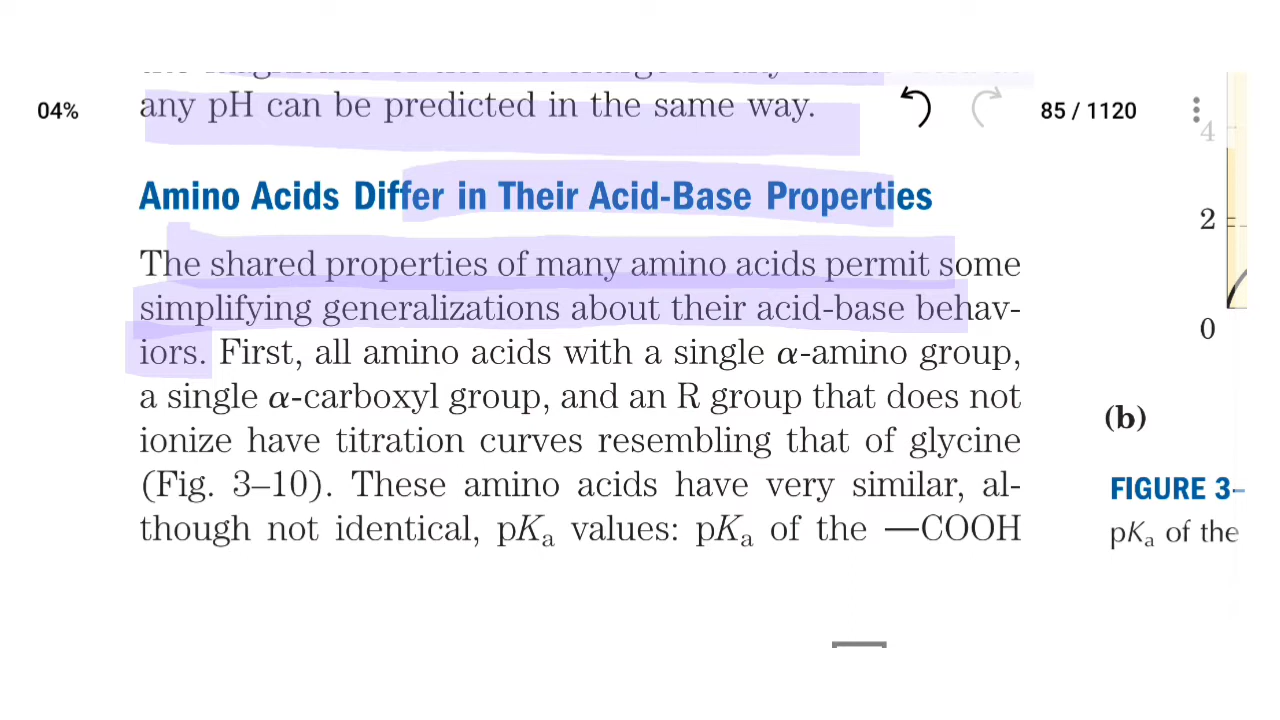 04%
any pH can be predicted in the same way.
85 / 1120
4
Amino Acids Differ in Their Acid-Base Properties
2
The shared properties of many amino acids permit some
simplifying generalizations about their acid-base behav-
iors. First, all amino acids with a single α-amino group,
0
a single α-carboxyl group, and an R group that does not
(b)
ionize have titration curves resembling that of glycine
(Fig. 3–10). These amino acids have very similar, al-
FIGURE 3–
though not identical, pKa values: pKa of the —COOH
pKa of the